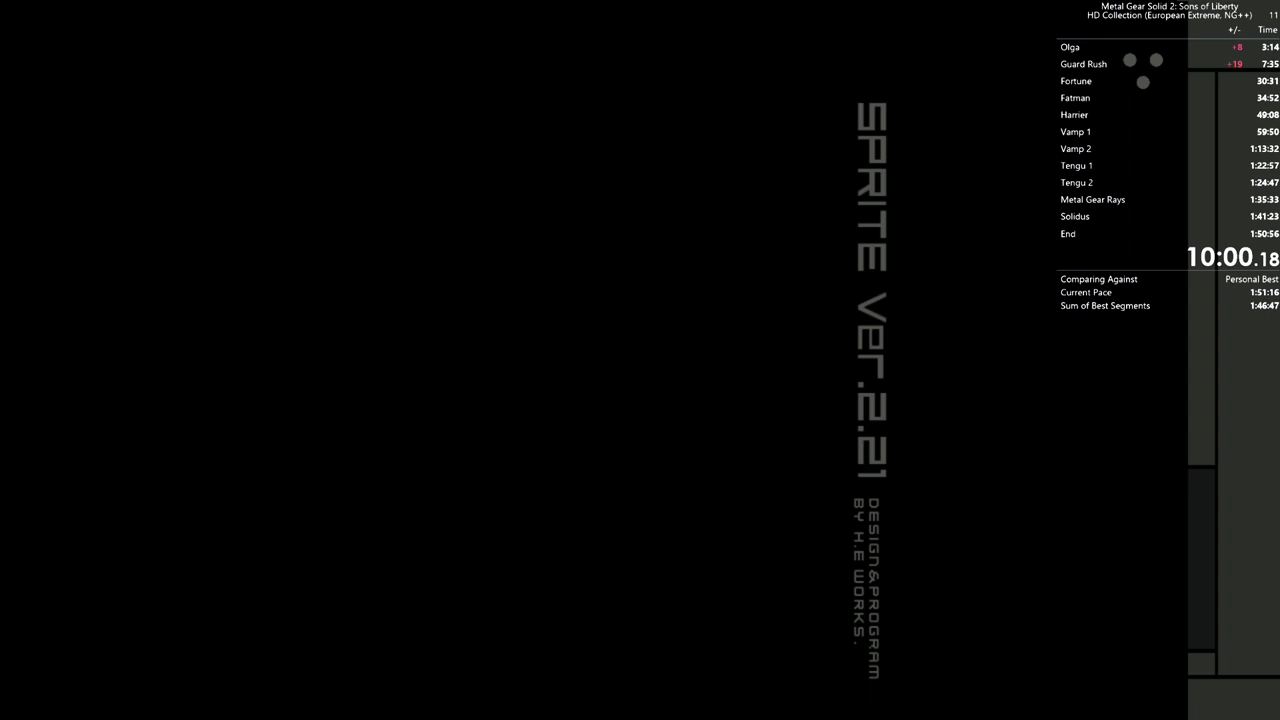 Metal Gear Solid 2: Sons of Liberty
HD Collection (European Extreme, NG++) 11
+/- Time
Olga +8 3:14
Guard Rush +19 7:35
Fortune 30:31
Fatman 34:52
Harrier 49:08
Vamp 1 59:50
Vamp 2 1:13:32
Tengu 1 1:22:57
Tengu 2 1:24:47
Metal Gear Rays 1:35:33
Solidus 1:41:23
End 1:50:56
10:00.18
Comparing Against Personal Best
Current Pace 1:51:16
Sum of Best Segments 1:46:47
SPRITE Ver.2.21
DESIGN&PROGRAM
BY H.E WORKS.